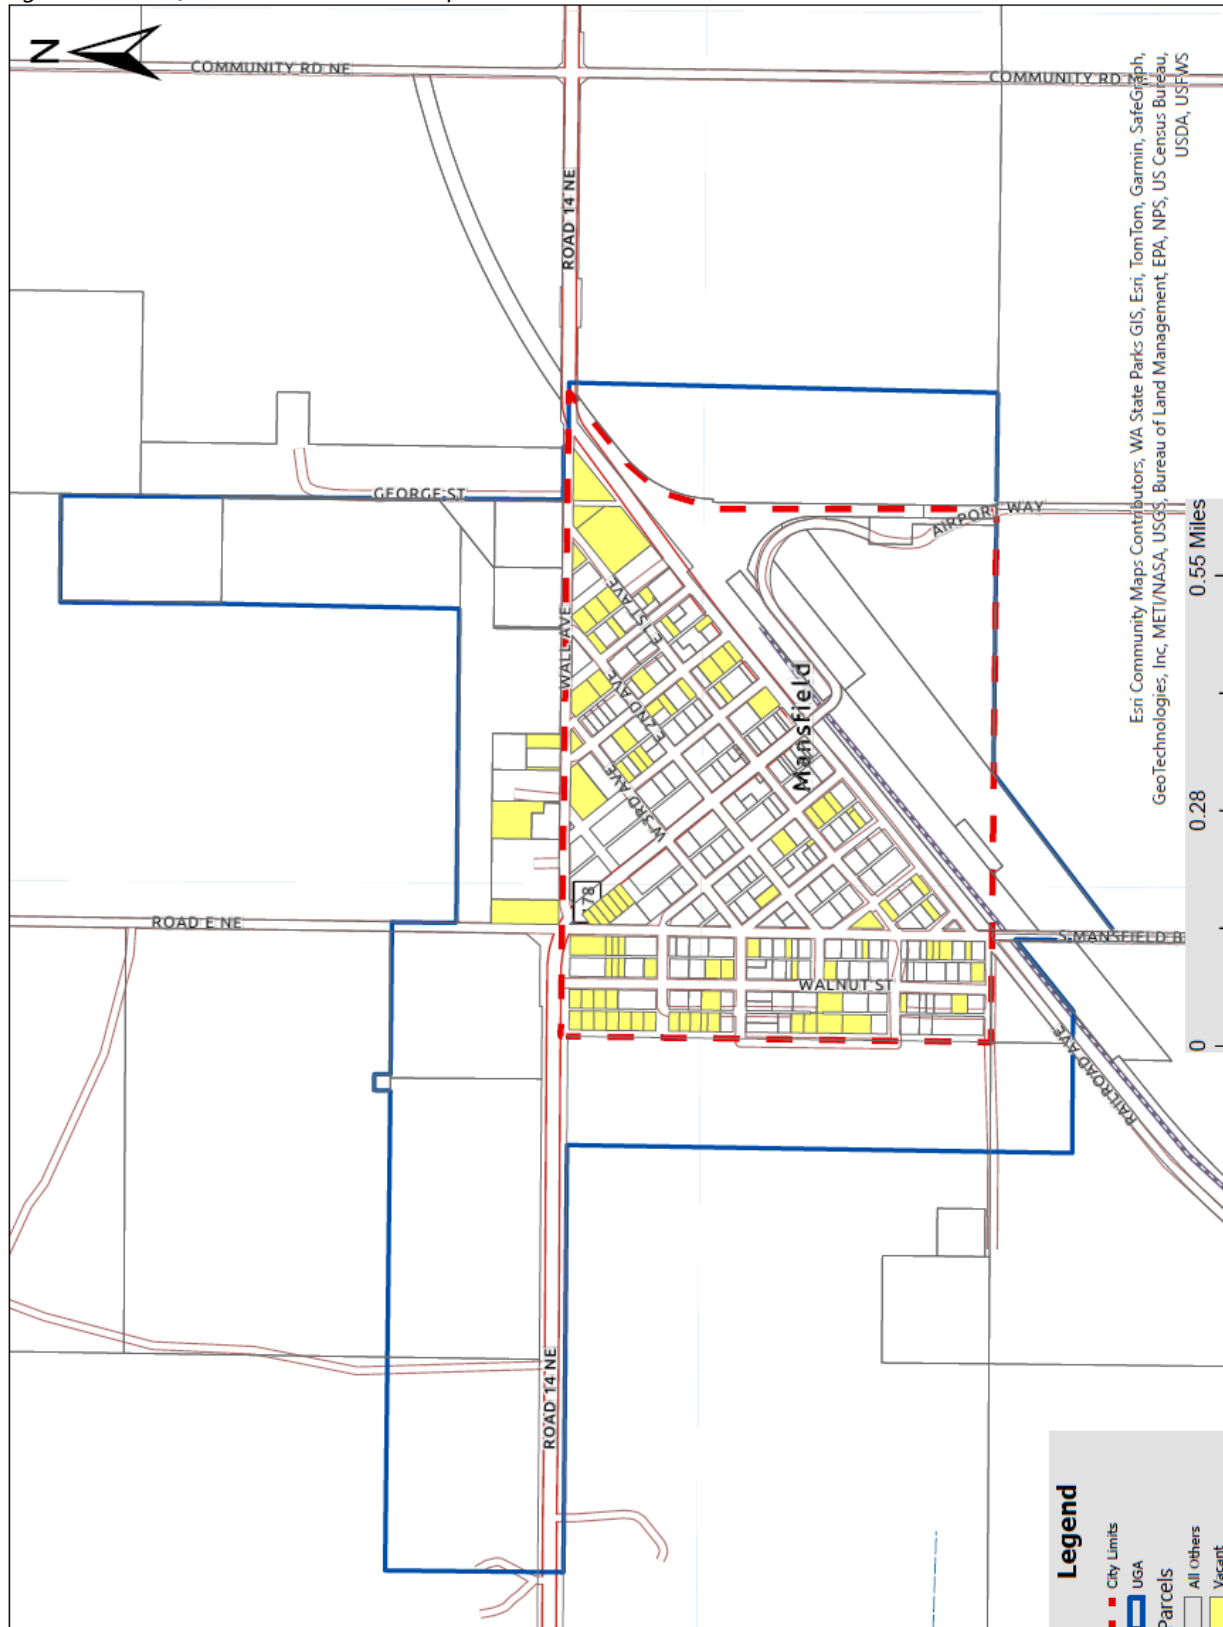 N
COMMUNITY RD NE
COMMUNITY RD NE
ROAD 14 NE
Esri Community Maps Contributors, WA State Parks GIS, Esri, TomTom, Garmin, SafeGraph,
GeoTechnologies, Inc, METI/NASA, USGS, Bureau of Land Management, EPA, NPS, US Census Bureau,
USDA, USFWS
GEORGE ST
AIRPORT WAY
WALL AVE
E 1ST AVE
E 2ND AVE
W 3RD AVE
Mansfield
178
ROAD E NE
S MANSFIELD B
WALNUT ST
RAILROAD AVE
ROAD 14 NE
0 0.28 0.55 Miles
Legend
City Limits
UGA
Parcels
All Others
Vacant